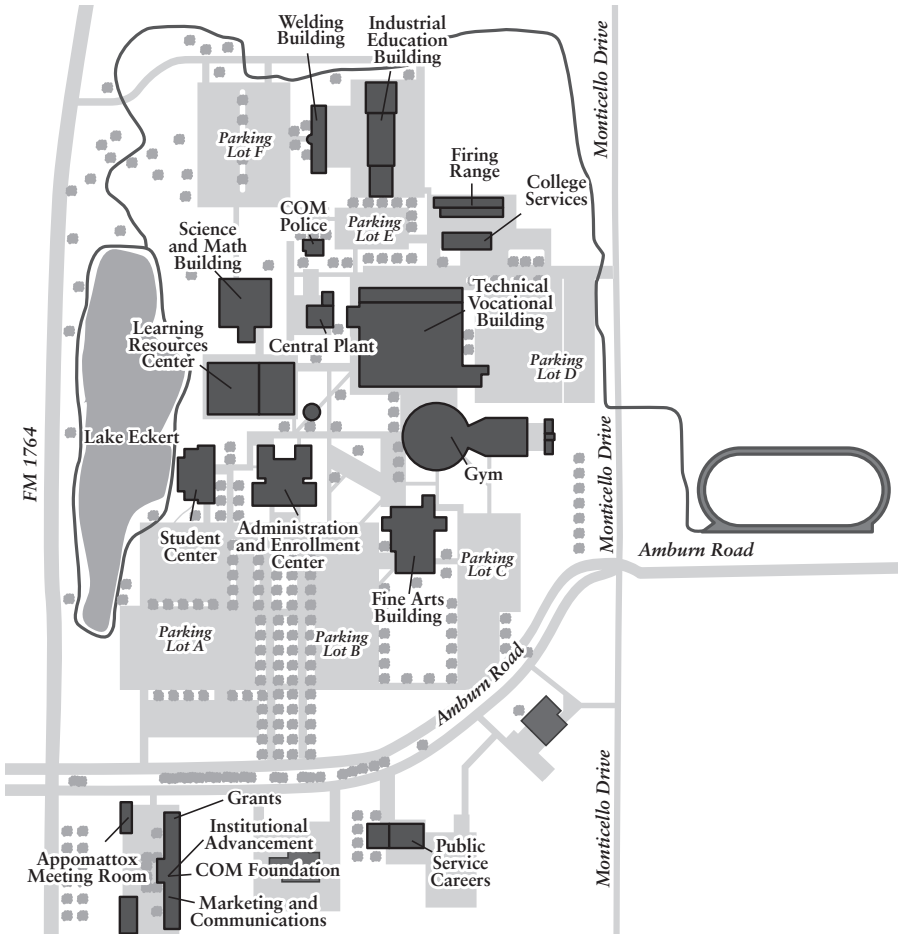 Welding
Building
Industrial
Education
Building
Monticello Drive
Parking
Lot F
Firing
Range
College
Services
COM
Police
Parking
Lot E
Science
and Math
Building
Technical
Vocational
Building
Learning
Resources
Center
Central Plant
Parking
Lot D
Lake Eckert
FM 1764
Gym
Monticello Drive
Student
Center
Administration
and Enrollment
Center
Parking
Lot C
Amburn Road
Fine Arts
Building
Parking
Lot A
Parking
Lot B
Amburn Road
Monticello Drive
Grants
Institutional
Advancement
Appomattox
Meeting Room
COM Foundation
Public
Service
Careers
Marketing and
Communications